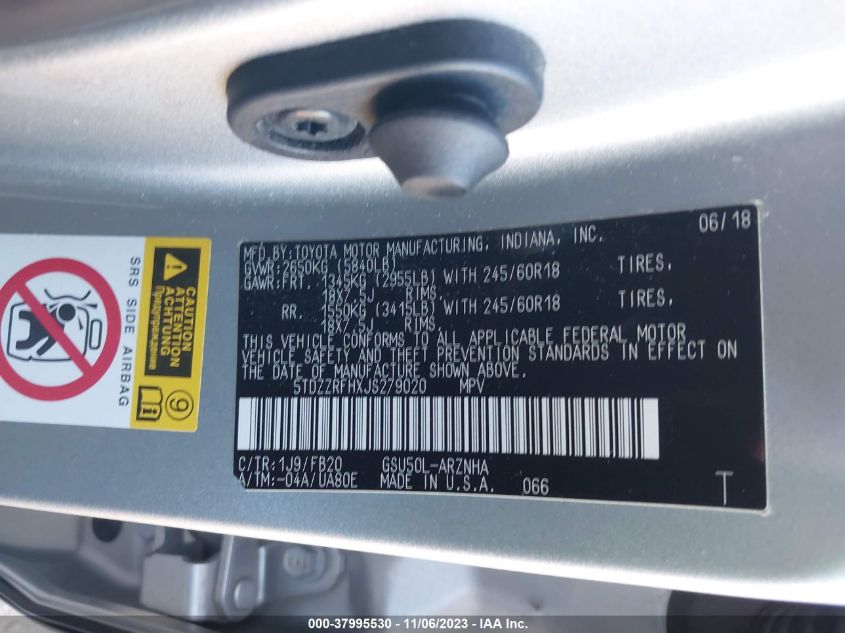 06/18
MFD.BY:TOYOTA MOTOR MANUFACTURING, INDIANA, INC.
GVWR:2650KG (5840LB)
GAWR:FRT. 1345KG (2955LB) WITH 245/60R18 TIRES,
18X7.5J RIMS,
RR. 1550KG (3415LB) WITH 245/60R18 TIRES,
18X7.5J RIMS,
THIS VEHICLE CONFORMS TO ALL APPLICABLE FEDERAL MOTOR
VEHICLE SAFETY AND THEFT PREVENTION STANDARDS IN EFFECT ON
THE DATE OF MANUFACTURE SHOWN ABOVE.
5TDZZRFHXJS279020 MPV
C/TR:1J9/FB20 GSU50L-ARZNHA
A/TM:-04A/UA80E MADE IN U.S.A. 066
T
SRS SIDE AIRBAG
CAUTION
ATTENTION
ACHTUNG
Предупреждение
9
000-37995530 - 11/06/2023 - IAA Inc.